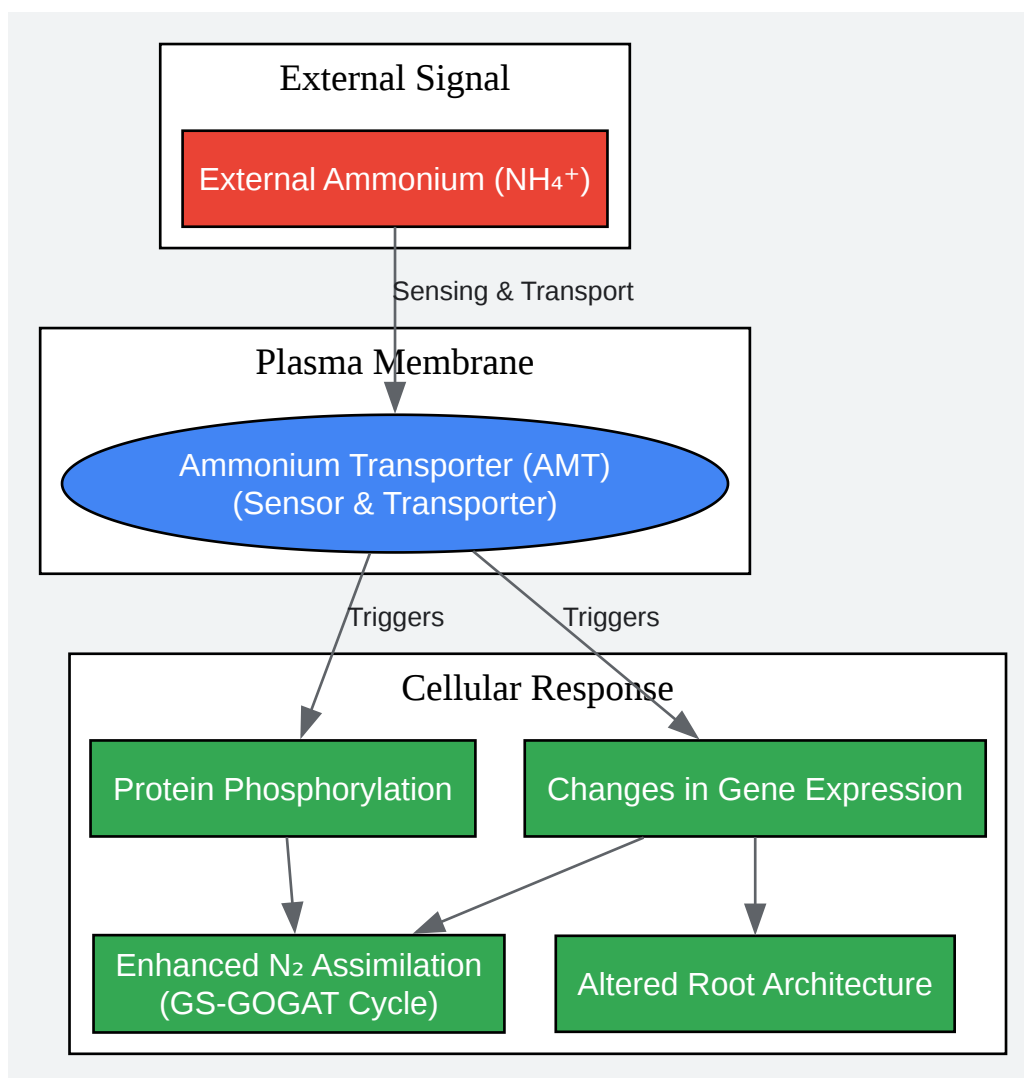 External Signal
External Ammonium (NH₄⁺)
Sensing & Transport
Plasma Membrane
Ammonium Transporter (AMT)
(Sensor & Transporter)
Triggers
Triggers
Cellular Response
Protein Phosphorylation
Changes in Gene Expression
Enhanced N₂ Assimilation
(GS-GOGAT Cycle)
Altered Root Architecture